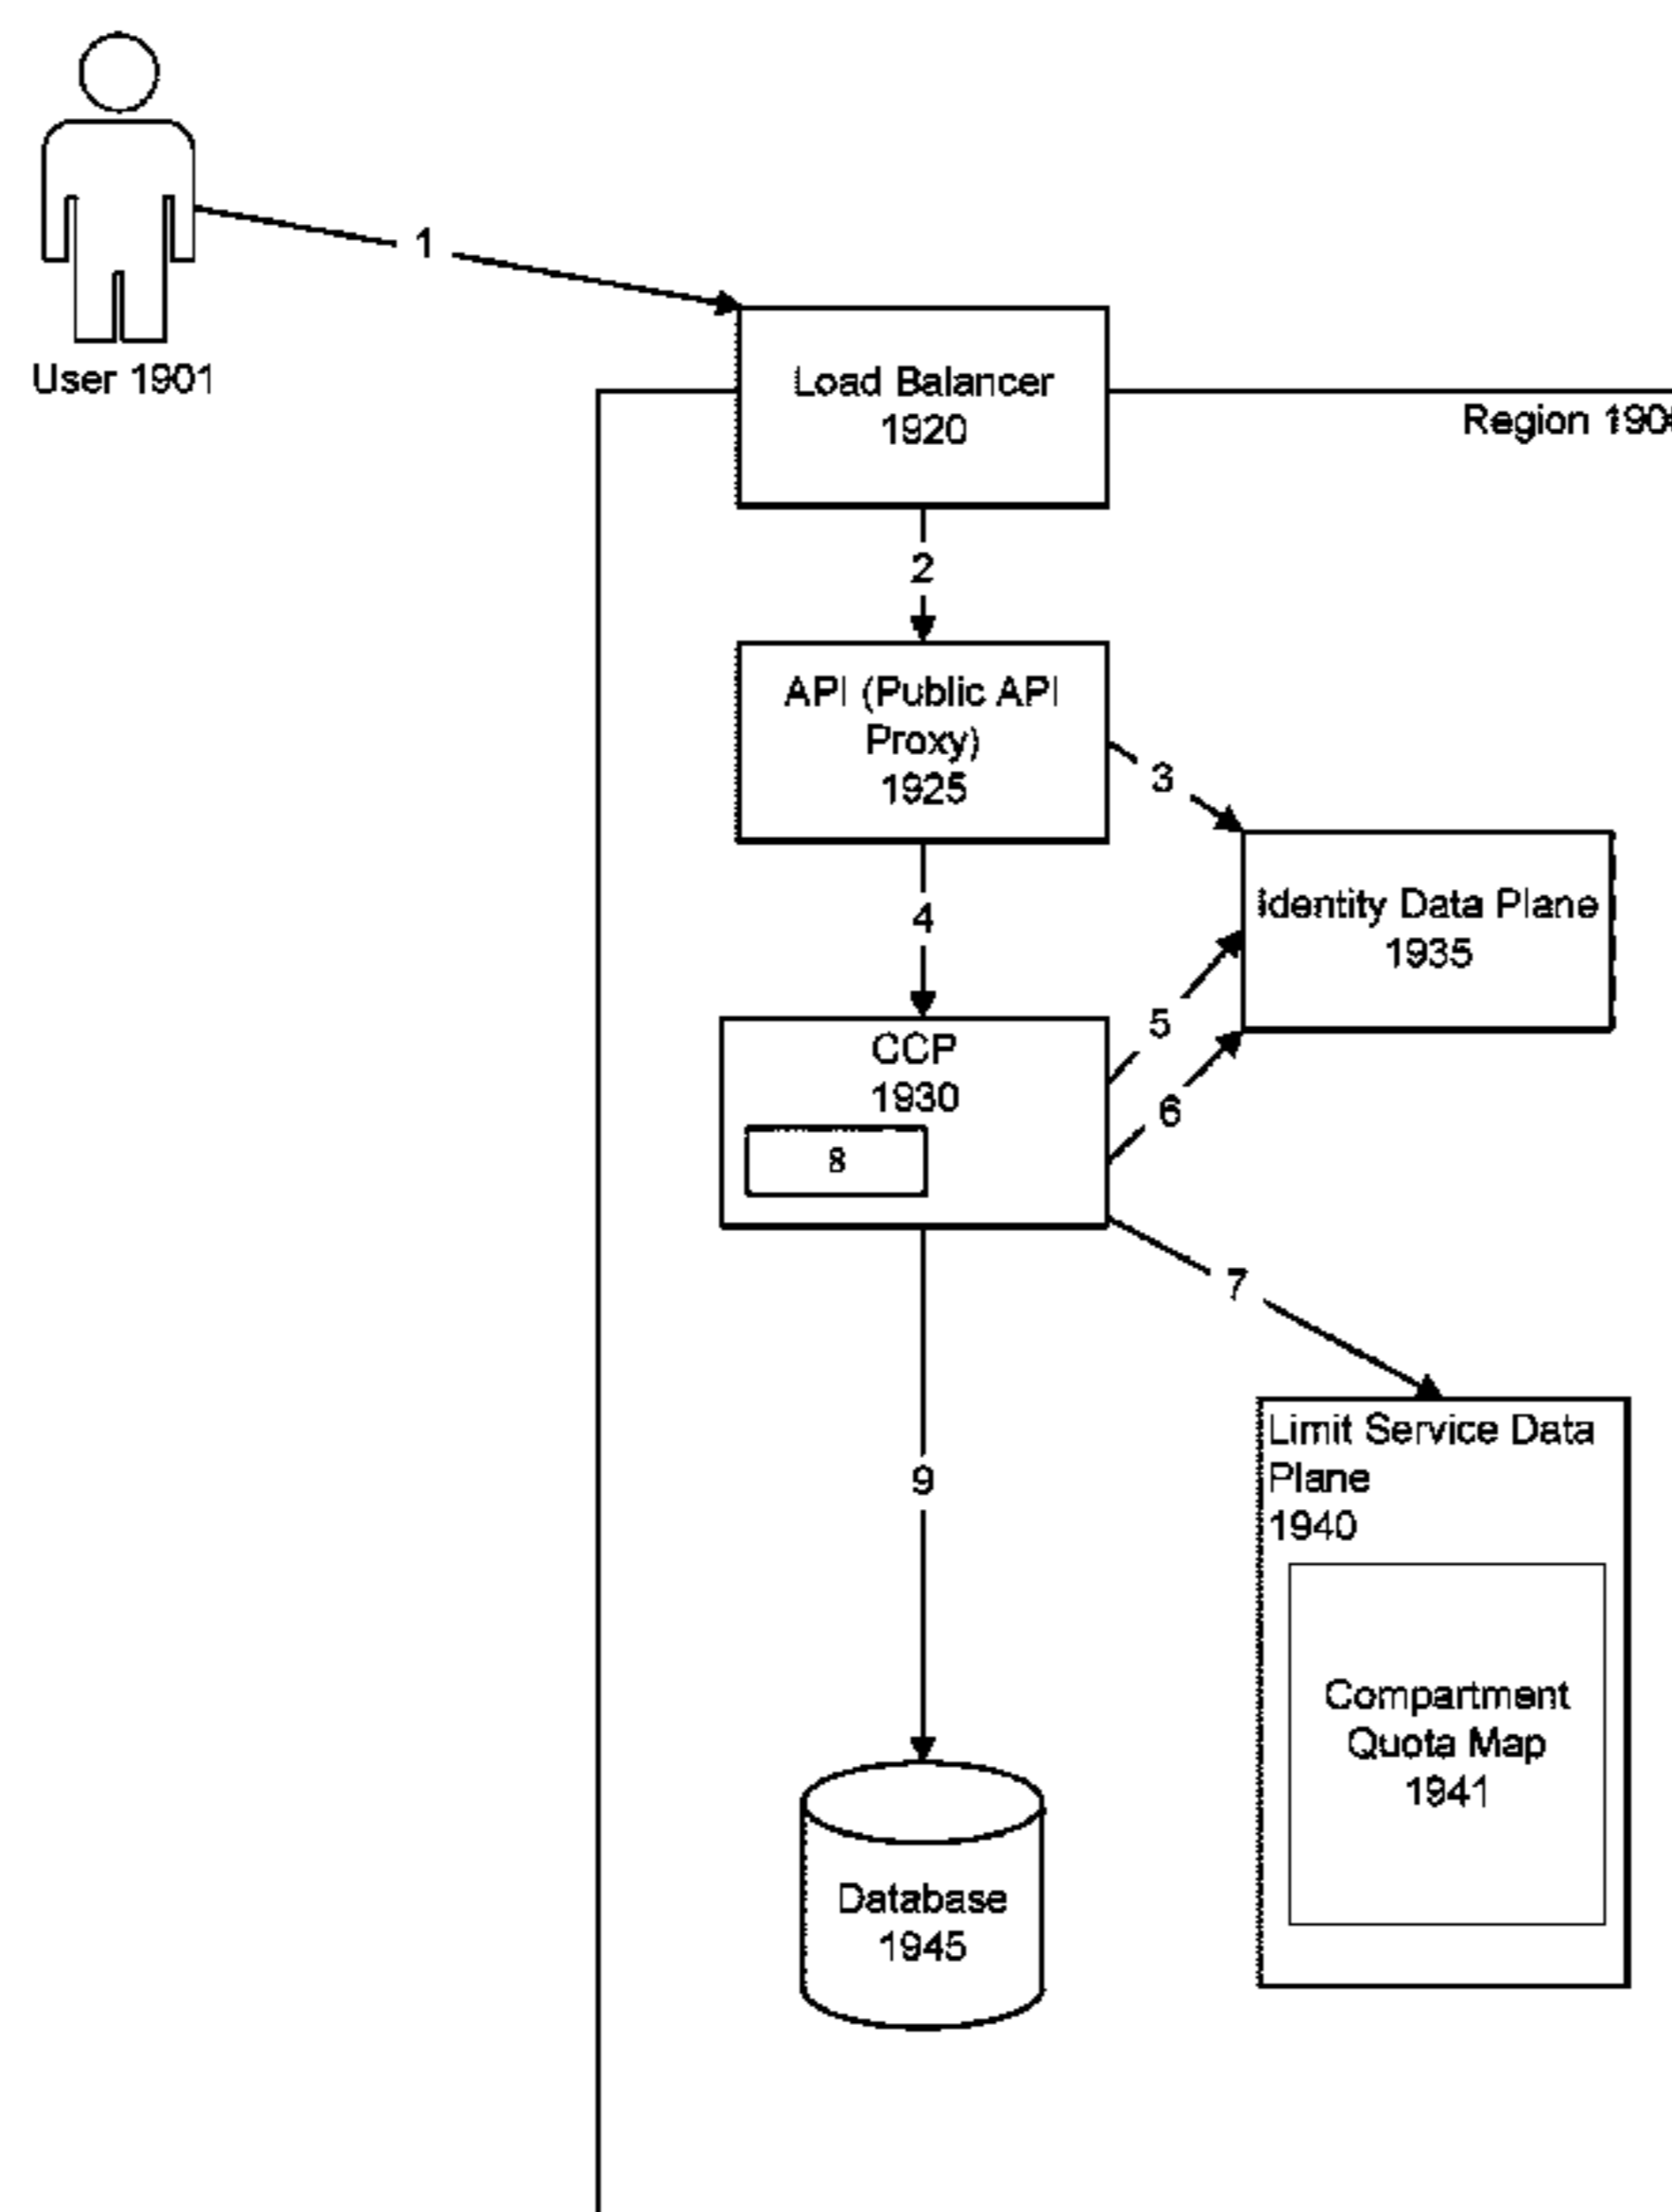 User 1901
1
Load Balancer
1920
Region
2
API (Public API
Proxy)
1925
3
Identity Data Plane
1935
4
5
CCP
1930
6
8
7
9
Limit Service Data
Plane
1940
Compartment
Quota Map
1941
Database
1945